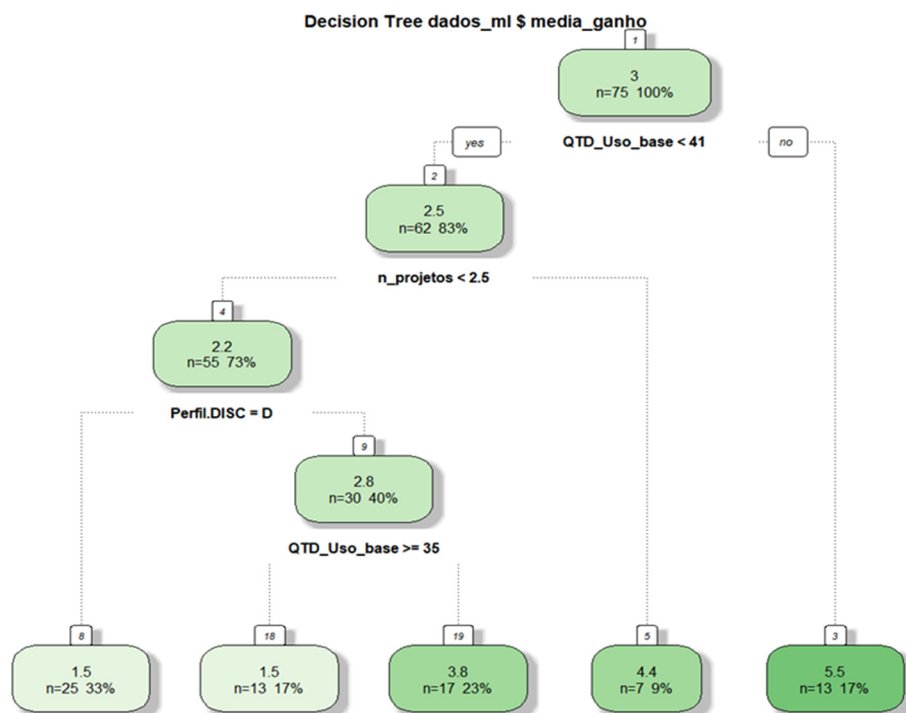 Decision Tree dados_ml $ media_ganho
1
3
n=75 100%
yes
QTD_Uso_base < 41
no
2
2.5
n=62 83%
n_projetos < 2.5
4
2.2
n=55 73%
Perfil.DISC = D
9
2.8
n=30 40%
QTD_Uso_base >= 35
8
1.5
n=25 33%
18
1.5
n=13 17%
19
3.8
n=17 23%
5
4.4
n=7 9%
3
5.5
n=13 17%